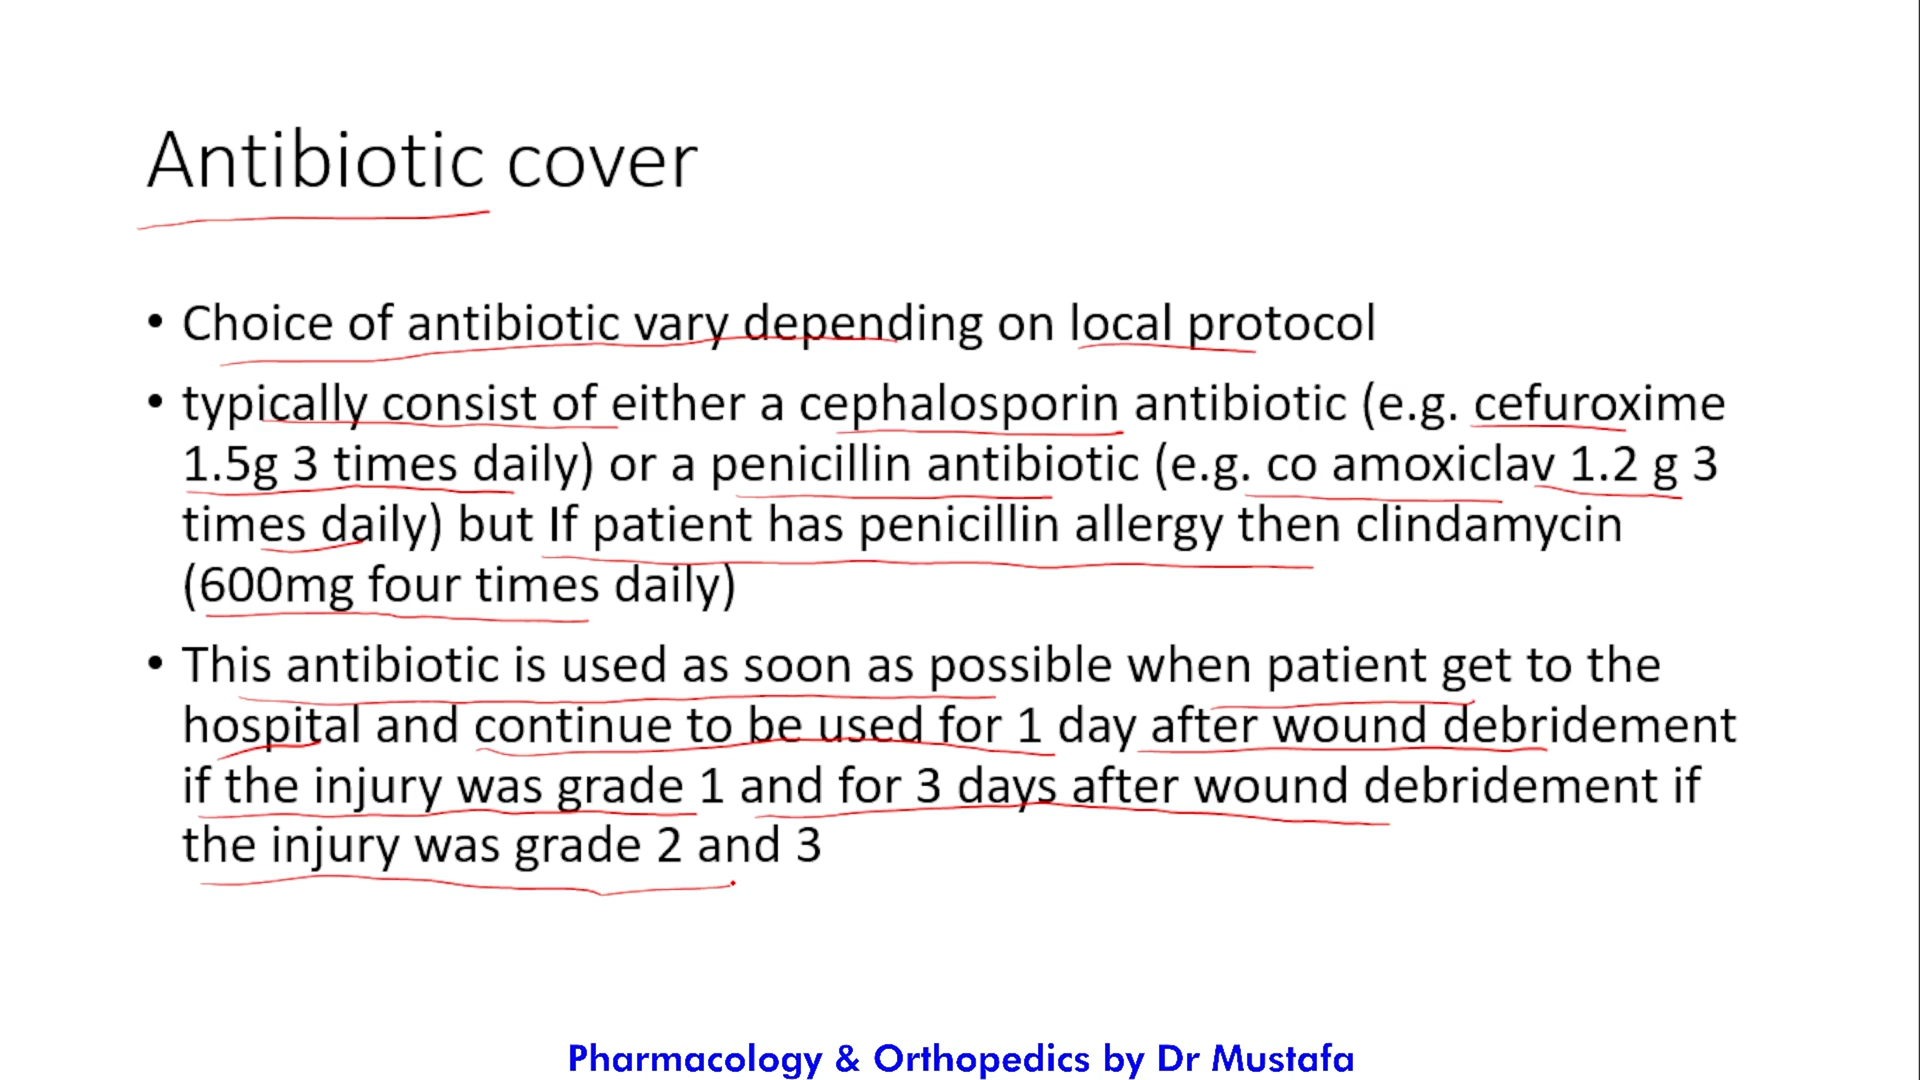 Antibiotic cover
• Choice of antibiotic vary depending on local protocol
• typically consist of either a cephalosporin antibiotic (e.g. cefuroxime
1.5g 3 times daily) or a penicillin antibiotic (e.g. co amoxiclav 1.2 g 3
times daily) but If patient has penicillin allergy then clindamycin
(600mg four times daily)
• This antibiotic is used as soon as possible when patient get to the
hospital and continue to be used for 1 day after wound debridement
if the injury was grade 1 and for 3 days after wound debridement if
the injury was grade 2 and 3
Pharmacology & Orthopedics by Dr Mustafa